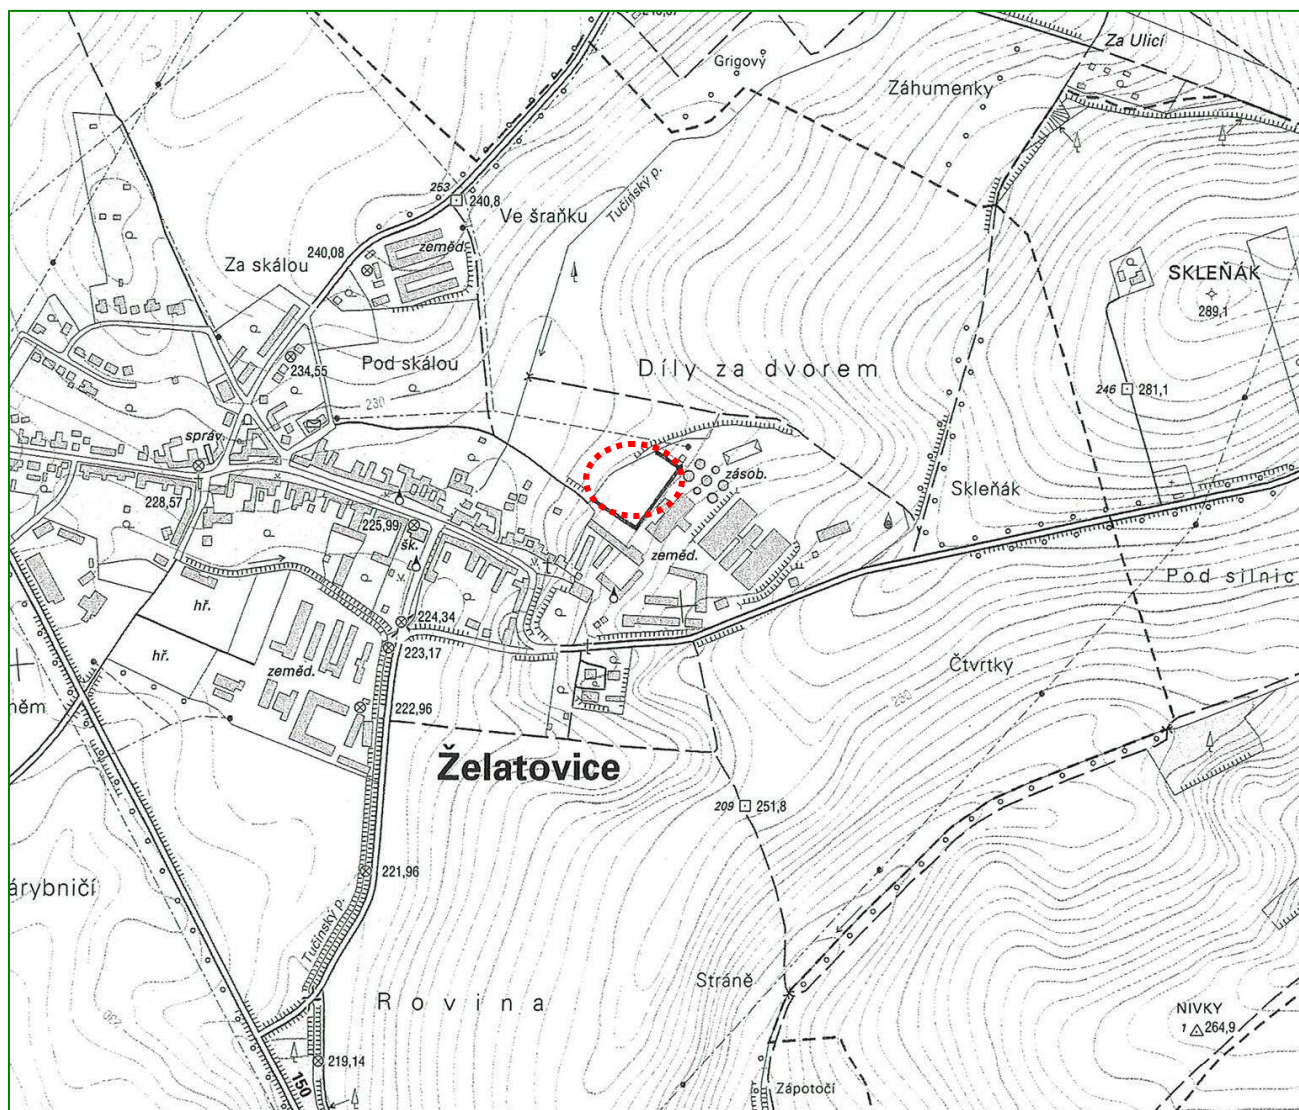 Za Ulicí
Grigový
Záhumenky
Tučínský p.
253
240,8
Ve šraňku
zeměd.
240,08
Za skálou
SKLEŇÁK
289,1
234,55
Pod skálou
Díly za dvorem
246
281,1
230
správ.
zásob.
Skleňák
228,57
225,99
šk.
zeměd.
Pod silnic
hř.
224,34
hř.
223,17
zeměd.
Čtvrtky
něm
222,96
Želatovice
209
251,8
221,96
árybničí
Tučínský p.
Stráně
Rovina
NIVKY
1
264,9
219,14
150
Zápotočí